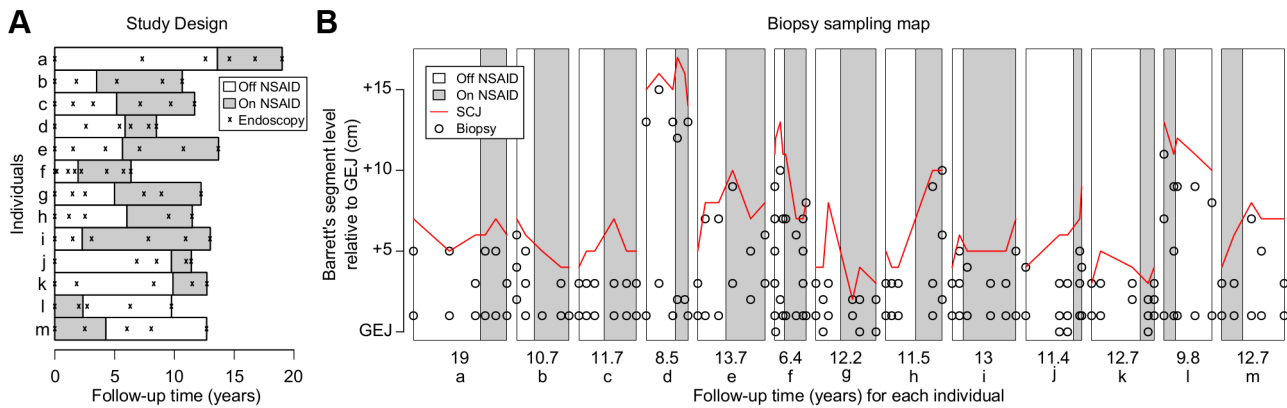 A
Study Design
Individuals
a
b
c
d
e
f
g
h
i
j
k
l
m
Off NSAID
On NSAID
Endoscopy
0 5 10 15 20
Follow-up time (years)
B
Biopsy sampling map
Barrett's segment level
relative to GEJ (cm)
+15
+10
+5
GEJ
Off NSAID
On NSAID
SCJ
Biopsy
19 10.7 11.7 8.5 13.7 6.4 12.2 11.5 13 11.4 12.7 9.8 12.7
a b c d e f g h i j k l m
Follow-up time (years) for each individual